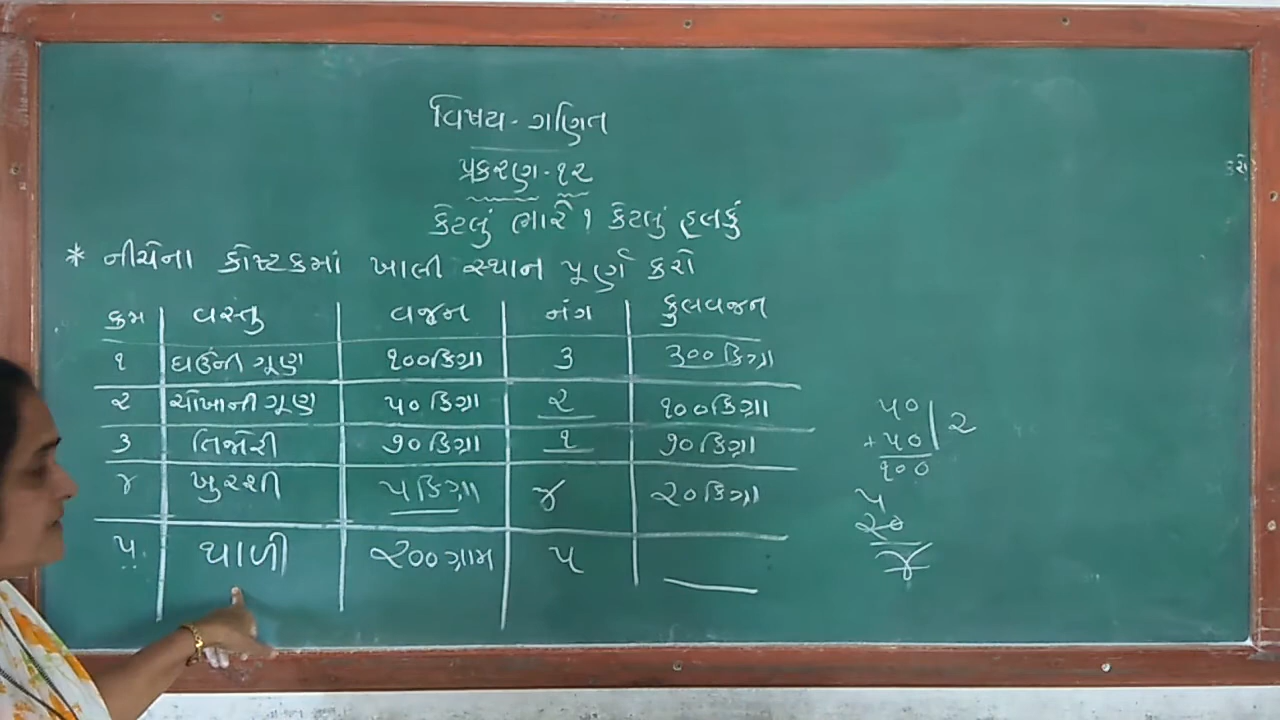 વિષય - ગણિત
પ્રકરણ - ૧૨
કેટલું ભારે ? કેટલું હલકું
* નીચેના કોષ્ટકમાં ખાલી સ્થાન પૂર્ણ કરો
ક્રમ વસ્તુ વજન નંગ કુલવજન
૧ ઘઉંની ગૂણ ૧૦૦કિગ્રા ૩ ૩૦૦કિગ્રા
૨ ચોખાની ગૂણ ૫૦ કિગ્રા ૨ ૧૦૦કિગ્રા
૩ તિજોરી ૭૦ કિગ્રા ૧ ૭૦ કિગ્રા
૪ ખુરશી ૫ કિગ્રા ૪ ૨૦ કિગ્રા
૫ થાળી ૨૦૦ગ્રામ ૫
૫૦
+ ૫૦ ૨
૧૦૦
૫
૨૦
૪